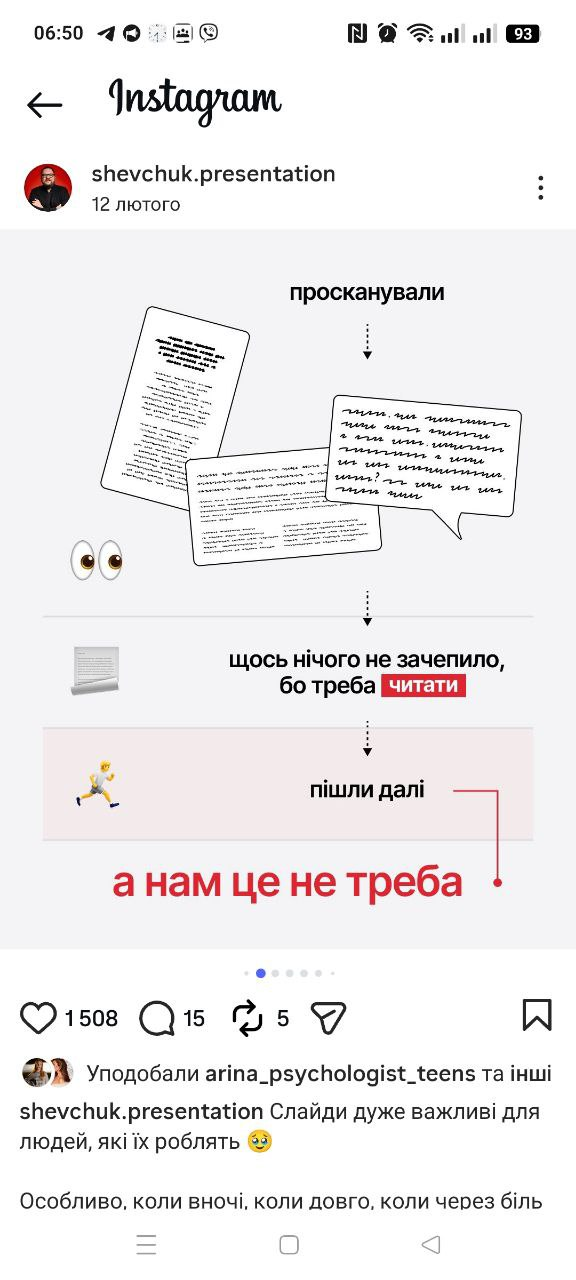 06:50
93
Instagram
shevchuk.presentation
12 лютого
просканували
щось нічого не зачепило,
бо треба читати
пішли далі
а нам це не треба
1 508
15
5
Уподобали arina_psychologist_teens та інші
shevchuk.presentation Слайди дуже важливі для
людей, які їх роблять 🥹
Особливо, коли вночі, коли довго, коли через біль